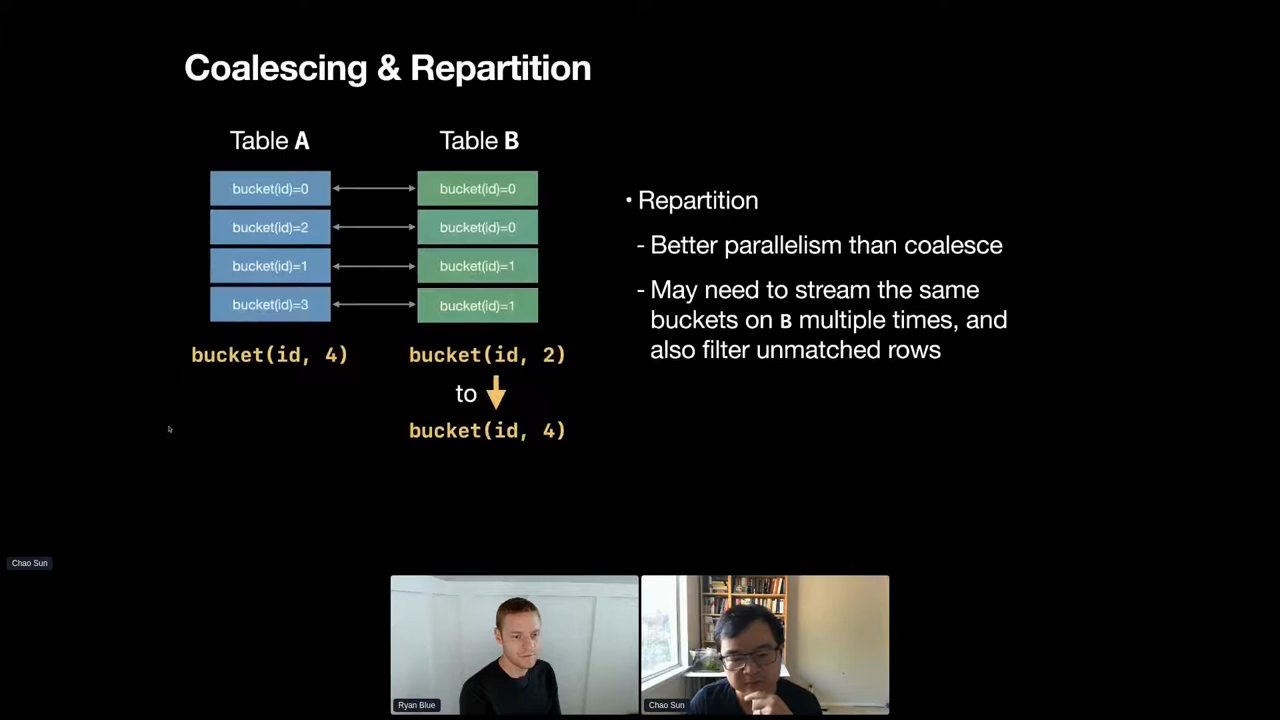 Coalescing & Repartition
Table A
Table B
bucket(id)=0
bucket(id)=0
bucket(id)=2
bucket(id)=0
bucket(id)=1
bucket(id)=1
bucket(id)=3
bucket(id)=1
bucket(id, 4)
bucket(id, 2)
to
bucket(id, 4)
• Repartition
- Better parallelism than coalesce
- May need to stream the same
buckets on B multiple times, and
also filter unmatched rows
Chao Sun
Ryan Blue
Chao Sun